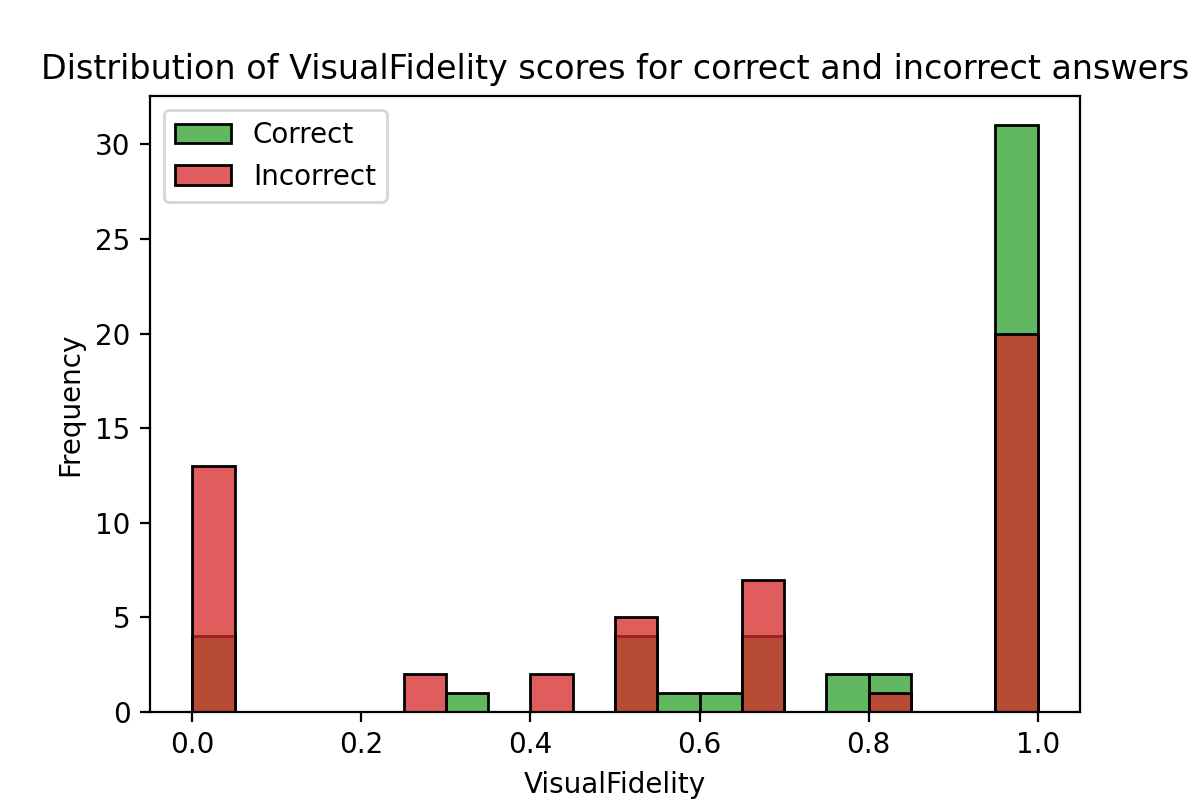 Distribution of VisualFidelity scores for correct and incorrect answers
Correct
Incorrect
30
25
20
15
10
5
0
Frequency
0.0 0.2 0.4 0.6 0.8 1.0
VisualFidelity